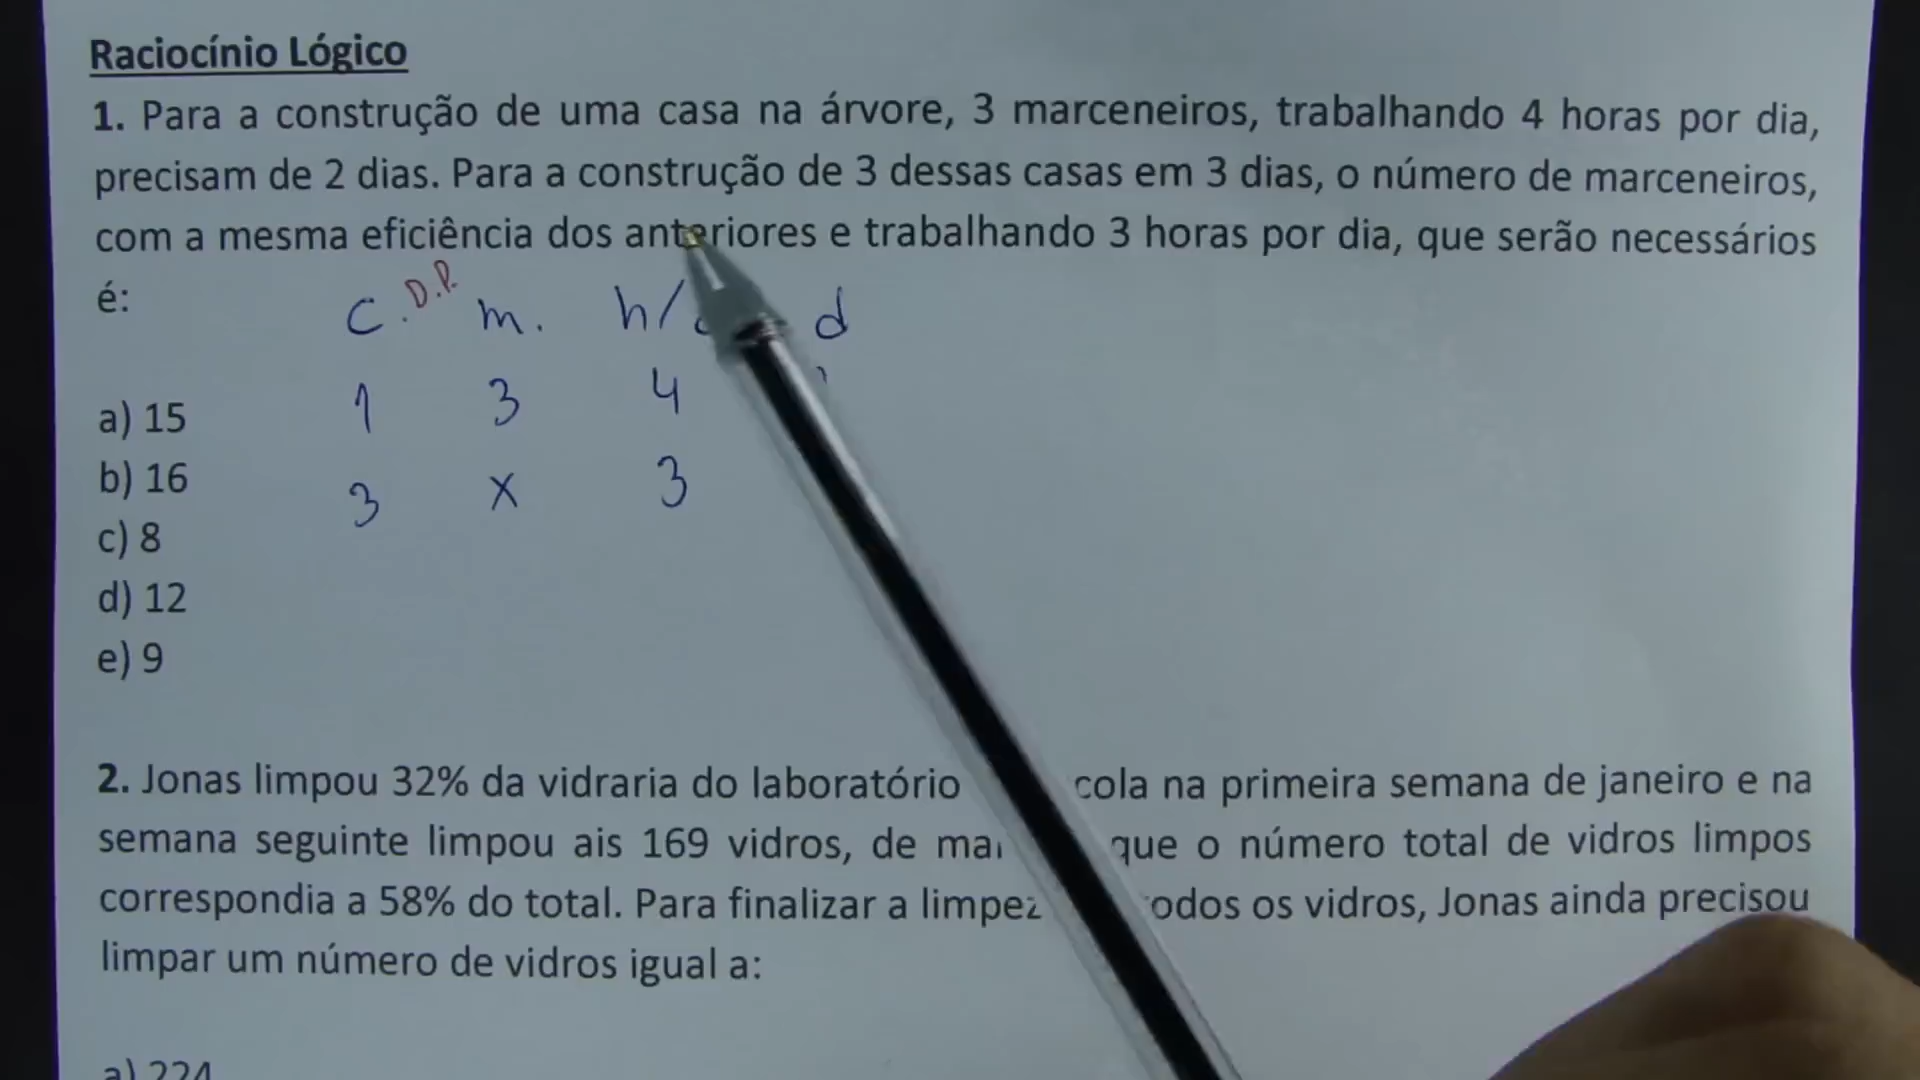 Raciocínio Lógico
1. Para a construção de uma casa na árvore, 3 marceneiros, trabalhando 4 horas por dia,
precisam de 2 dias. Para a construção de 3 dessas casas em 3 dias, o número de marceneiros,
com a mesma eficiência dos anteriores e trabalhando 3 horas por dia, que serão necessários
é:
C. D.P. m. h/ d
1 3 4
a) 15
b) 16
3 x 3
c) 8
d) 12
e) 9
2. Jonas limpou 32% da vidraria do laboratório cola na primeira semana de janeiro e na
semana seguinte limpou ais 169 vidros, de que o número total de vidros limpos
correspondia a 58% do total. Para finalizar a odos os vidros, Jonas ainda precisou
limpar um número de vidros igual a:
a) 224